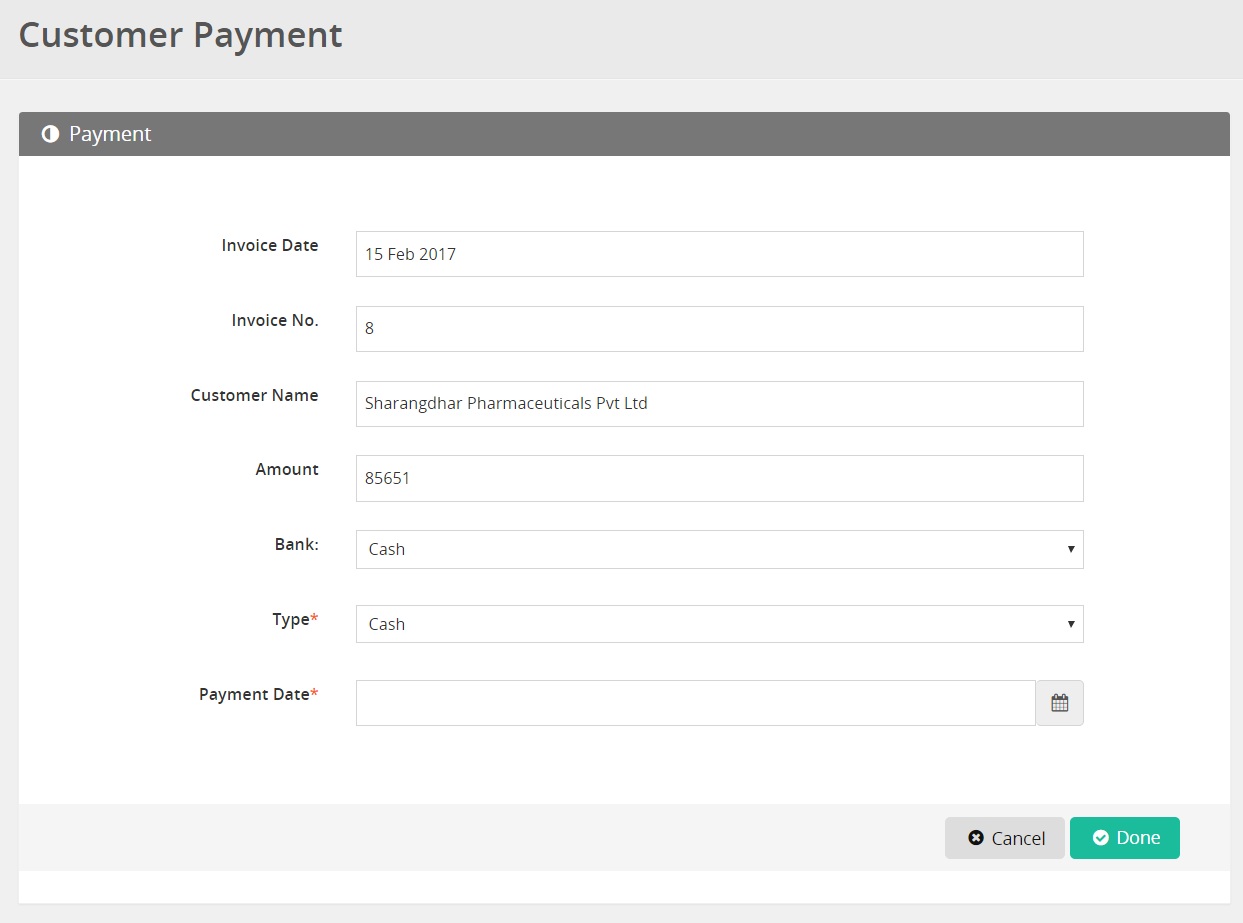 Customer Payment
Payment
Invoice Date
15 Feb 2017
Invoice No.
8
Customer Name
Sharangdhar Pharmaceuticals Pvt Ltd
Amount
85651
Bank:
Cash
Type*
Cash
Payment Date*
Cancel
Done